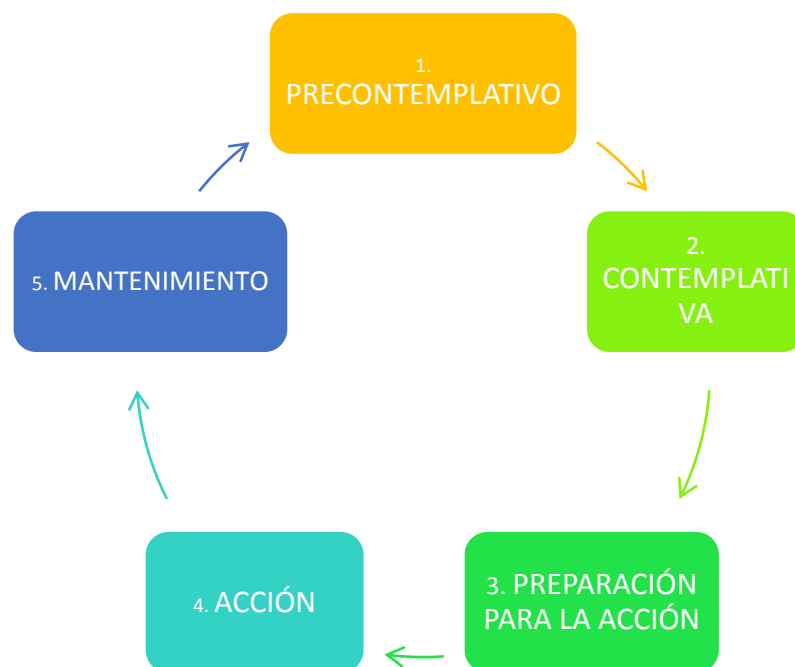 1.
PRECONTEMPLATIVO
2.
CONTEMPLATI
VA
3. PREPARACIÓN
PARA LA ACCIÓN
4. ACCIÓN
5. MANTENIMIENTO